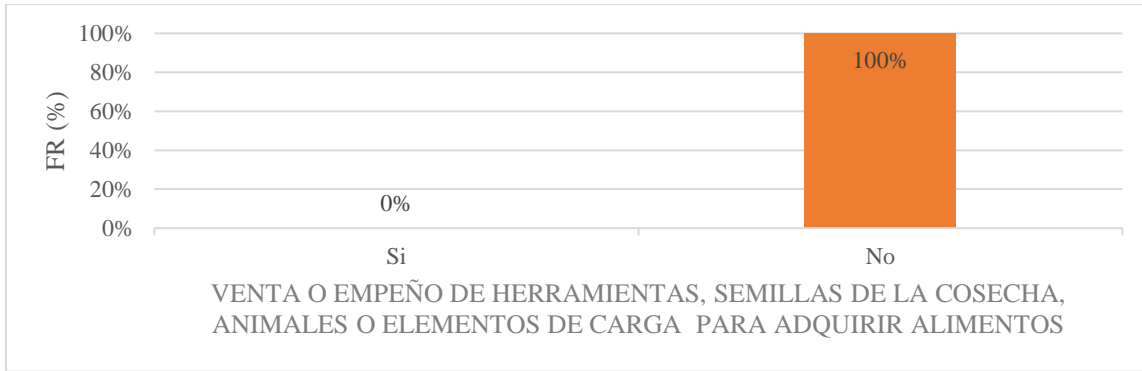 FR (%)
100%
80%
60%
40%
20%
0%
0%
100%
Si
No
VENTA O EMPEÑO DE HERRAMIENTAS, SEMILLAS DE LA COSECHA,
ANIMALES O ELEMENTOS DE CARGA  PARA ADQUIRIR ALIMENTOS